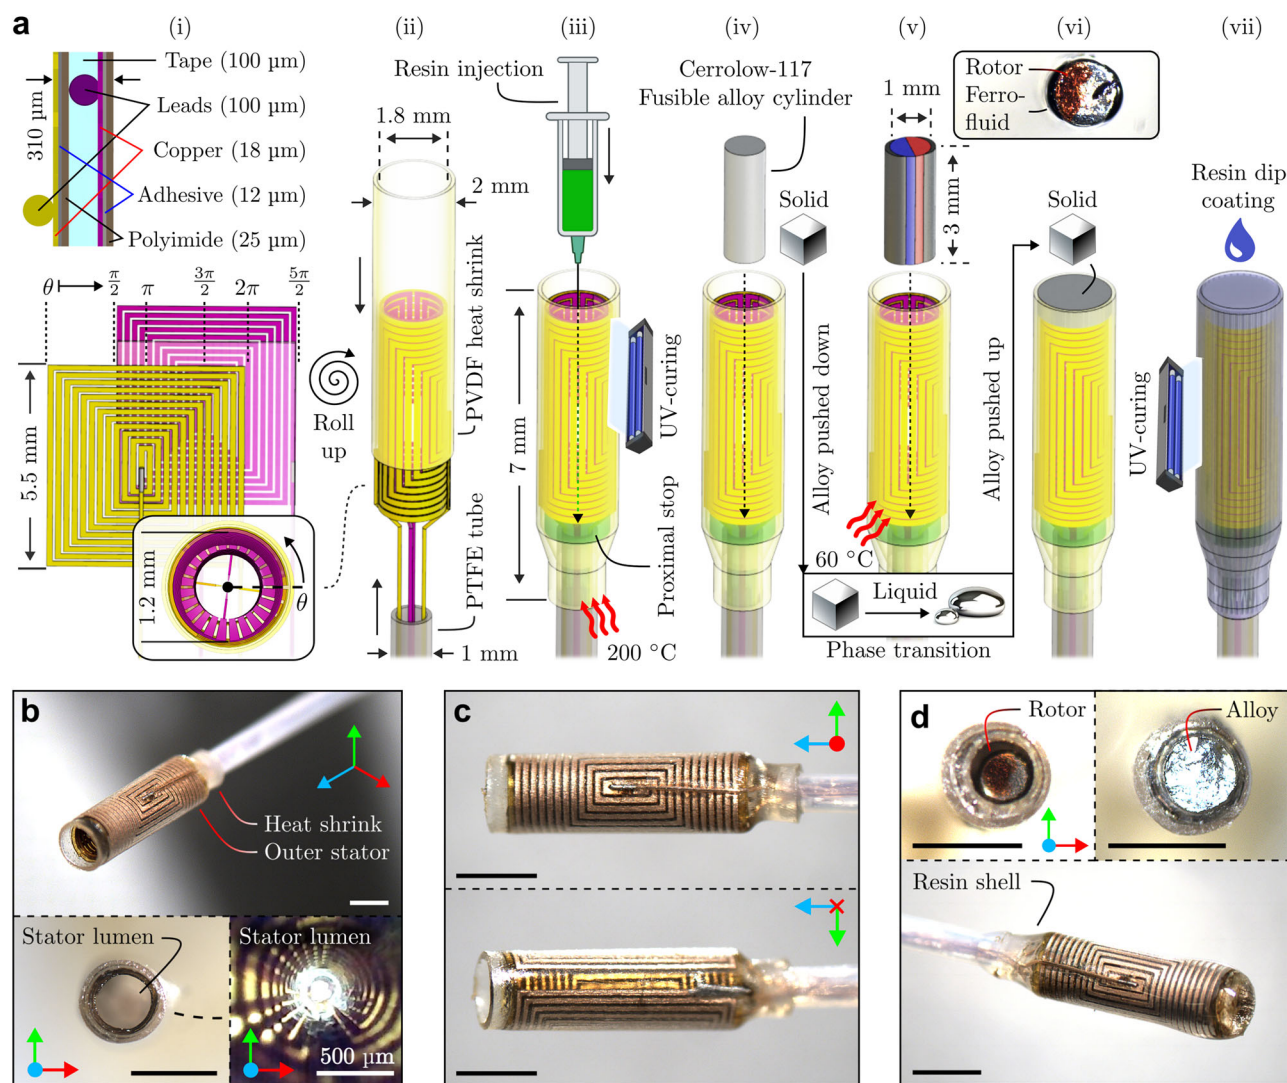 a
(i)
(ii)
(iii)
(iv)
(v)
(vi)
(vii)
Tape (100 µm)
Leads (100 µm)
Copper (18 µm)
Adhesive (12 µm)
Polyimide (25 µm)
310 µm
θ
π/2
π
3π/2
2π
5π/2
5.5 mm
Roll
up
1.2 mm
θ
1.8 mm
2 mm
PVDF heat shrink
PTFE tube
1 mm
Resin injection
UV-curing
7 mm
Proximal stop
200 °C
Cerrolow-117
Fusible alloy cylinder
Solid
Alloy pushed down
1 mm
3 mm
Rotor
Ferro-
fluid
60 °C
Liquid
Phase transition
Alloy pushed up
Solid
Resin dip
coating
UV-curing
b
Heat shrink
Outer stator
Stator lumen
Stator lumen
500 µm
c
d
Rotor
Alloy
Resin shell